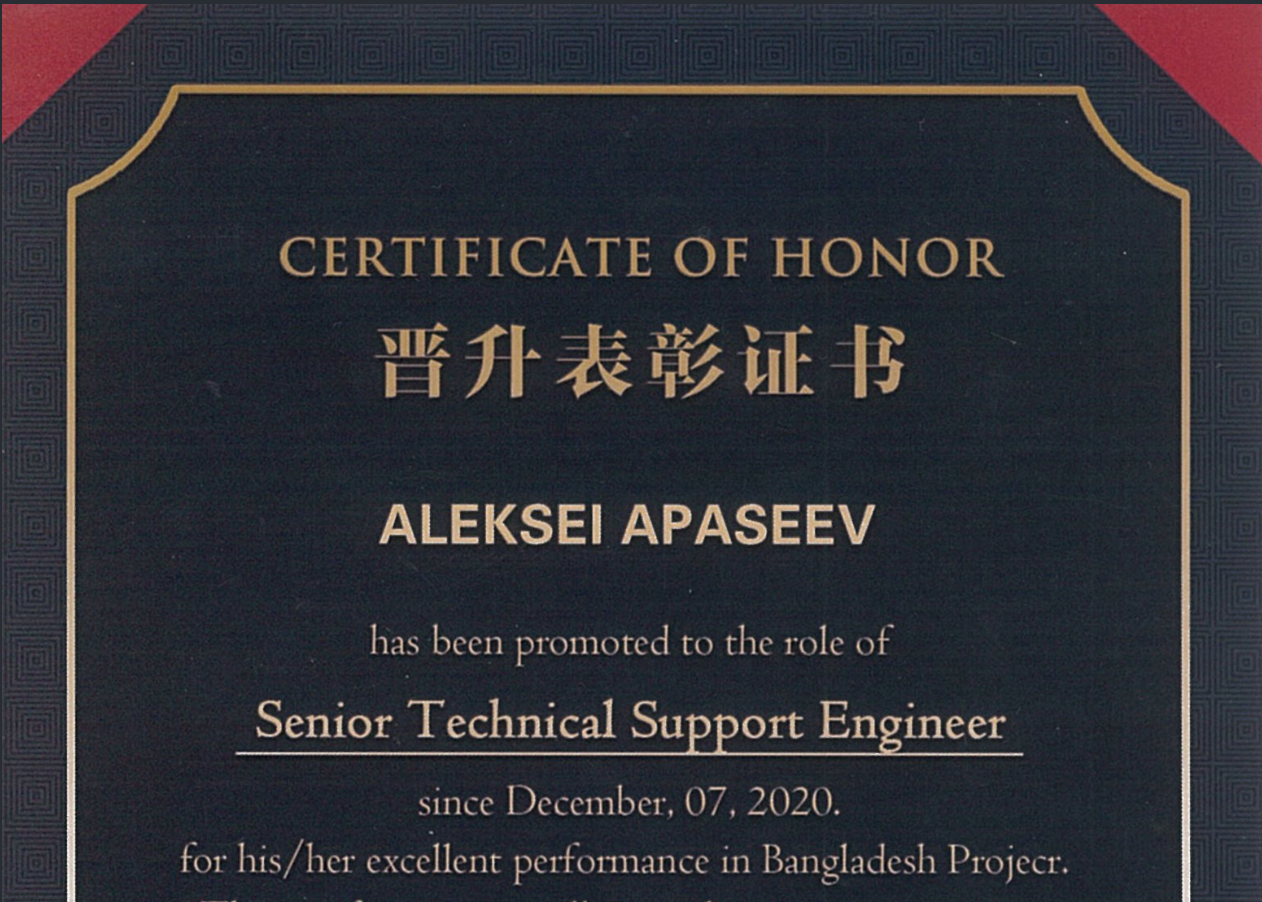 CERTIFICATE OF HONOR
晋升表彰证书
ALEKSEI APASEEV
has been promoted to the role of
Senior Technical Support Engineer
since December, 07, 2020.
for his/her excellent performance in Bangladesh Projecr.